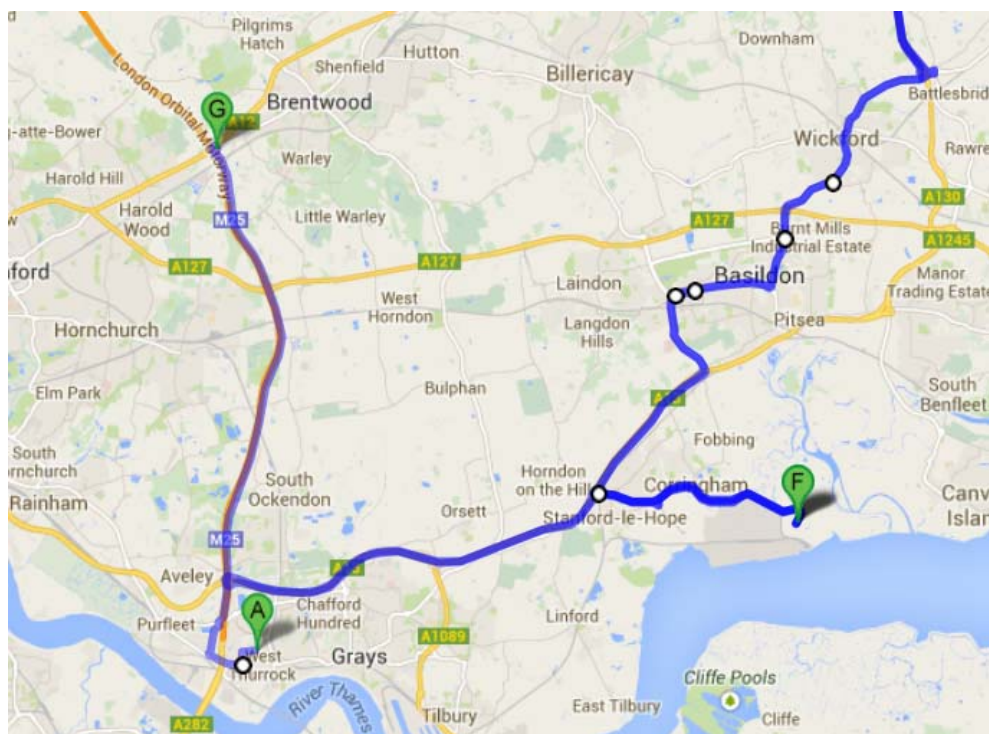 Pilgrims
Hatch
Hutton
Downham
Shenfield
Billericay
London Orbital Motorway
G
A12
Brentwood
Battlesbrid
-atte-Bower
Wickford
Rawre
Warley
Harold Hill
A130
Harold
Wood
M25
Little Warley
A127
Burnt Mills
Industrial Estate
A1245
A127
A127
Basildon
Manor
Trading Estate
Laindon
West
Horndon
Langdon
Hills
Pitsea
Hornchurch
Elm Park
Bulphan
South
Benfleet
Fobbing
South
ornchurch
South
Ockendon
Horndon
on the Hill
Corringham
F
Rainham
Orsett
Stanford-le-Hope
Canv
Islan
M25
Aveley
A
Chafford
Hundred
Linford
Purfleet
A1089
West
Thurrock
Grays
Cliffe Pools
River Thames
East Tilbury
A282
Tilbury
Cliffe